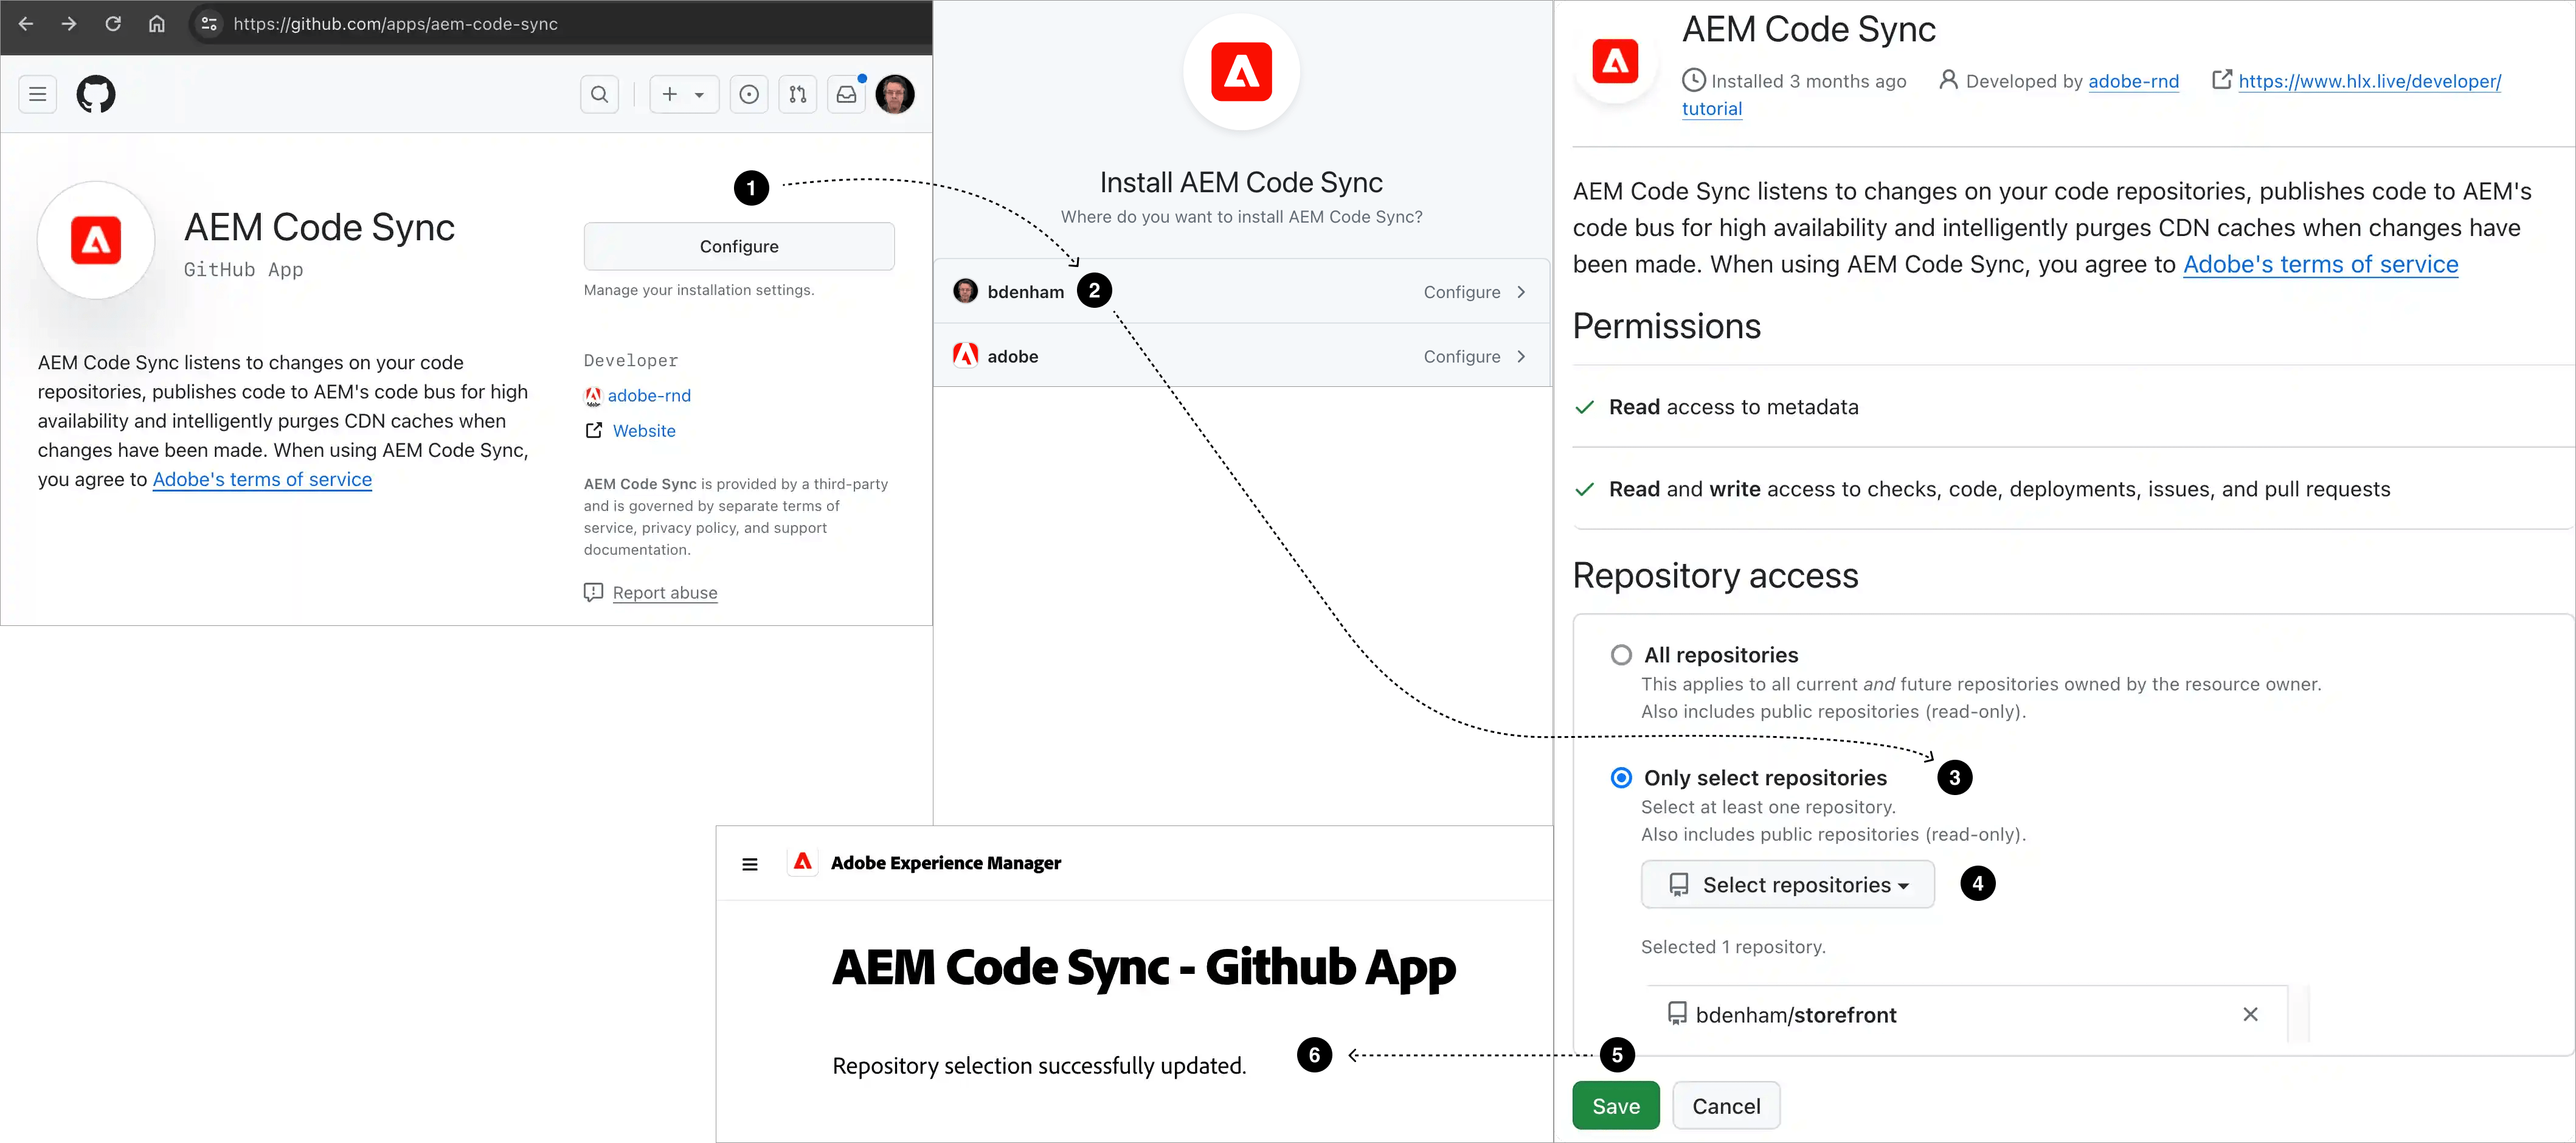 https://github.com/apps/aem-code-sync
1
AEM Code Sync
GitHub App
Configure
Manage your installation settings.
AEM Code Sync listens to changes on your code
repositories, publishes code to AEM's code bus for high
availability and intelligently purges CDN caches when
changes have been made. When using AEM Code Sync,
you agree to Adobe's terms of service
Developer
adobe-rnd
Website
AEM Code Sync is provided by a third-party
and is governed by separate terms of
service, privacy policy, and support
documentation.
Report abuse
Install AEM Code Sync
Where do you want to install AEM Code Sync?
bdenham 2 Configure
adobe Configure
AEM Code Sync
Installed 3 months ago Developed by adobe-rnd https://www.hlx.live/developer/
tutorial
AEM Code Sync listens to changes on your code repositories, publishes code to AEM's
code bus for high availability and intelligently purges CDN caches when changes have
been made. When using AEM Code Sync, you agree to Adobe's terms of service
Permissions
Read access to metadata
Read and write access to checks, code, deployments, issues, and pull requests
Repository access
All repositories
This applies to all current and future repositories owned by the resource owner.
Also includes public repositories (read-only).
Only select repositories 3
Select at least one repository.
Also includes public repositories (read-only).
Select repositories 4
Selected 1 repository.
bdenham/storefront
5
Save Cancel
Adobe Experience Manager
AEM Code Sync - Github App
Repository selection successfully updated. 6